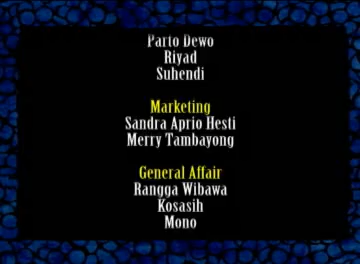 Parto Dewo
Riyad
Suhendi
Marketing
Sandra Aprio Hesti
Merry Tambayong
General Affair
Rangga Wibawa
Kosasih
Mono